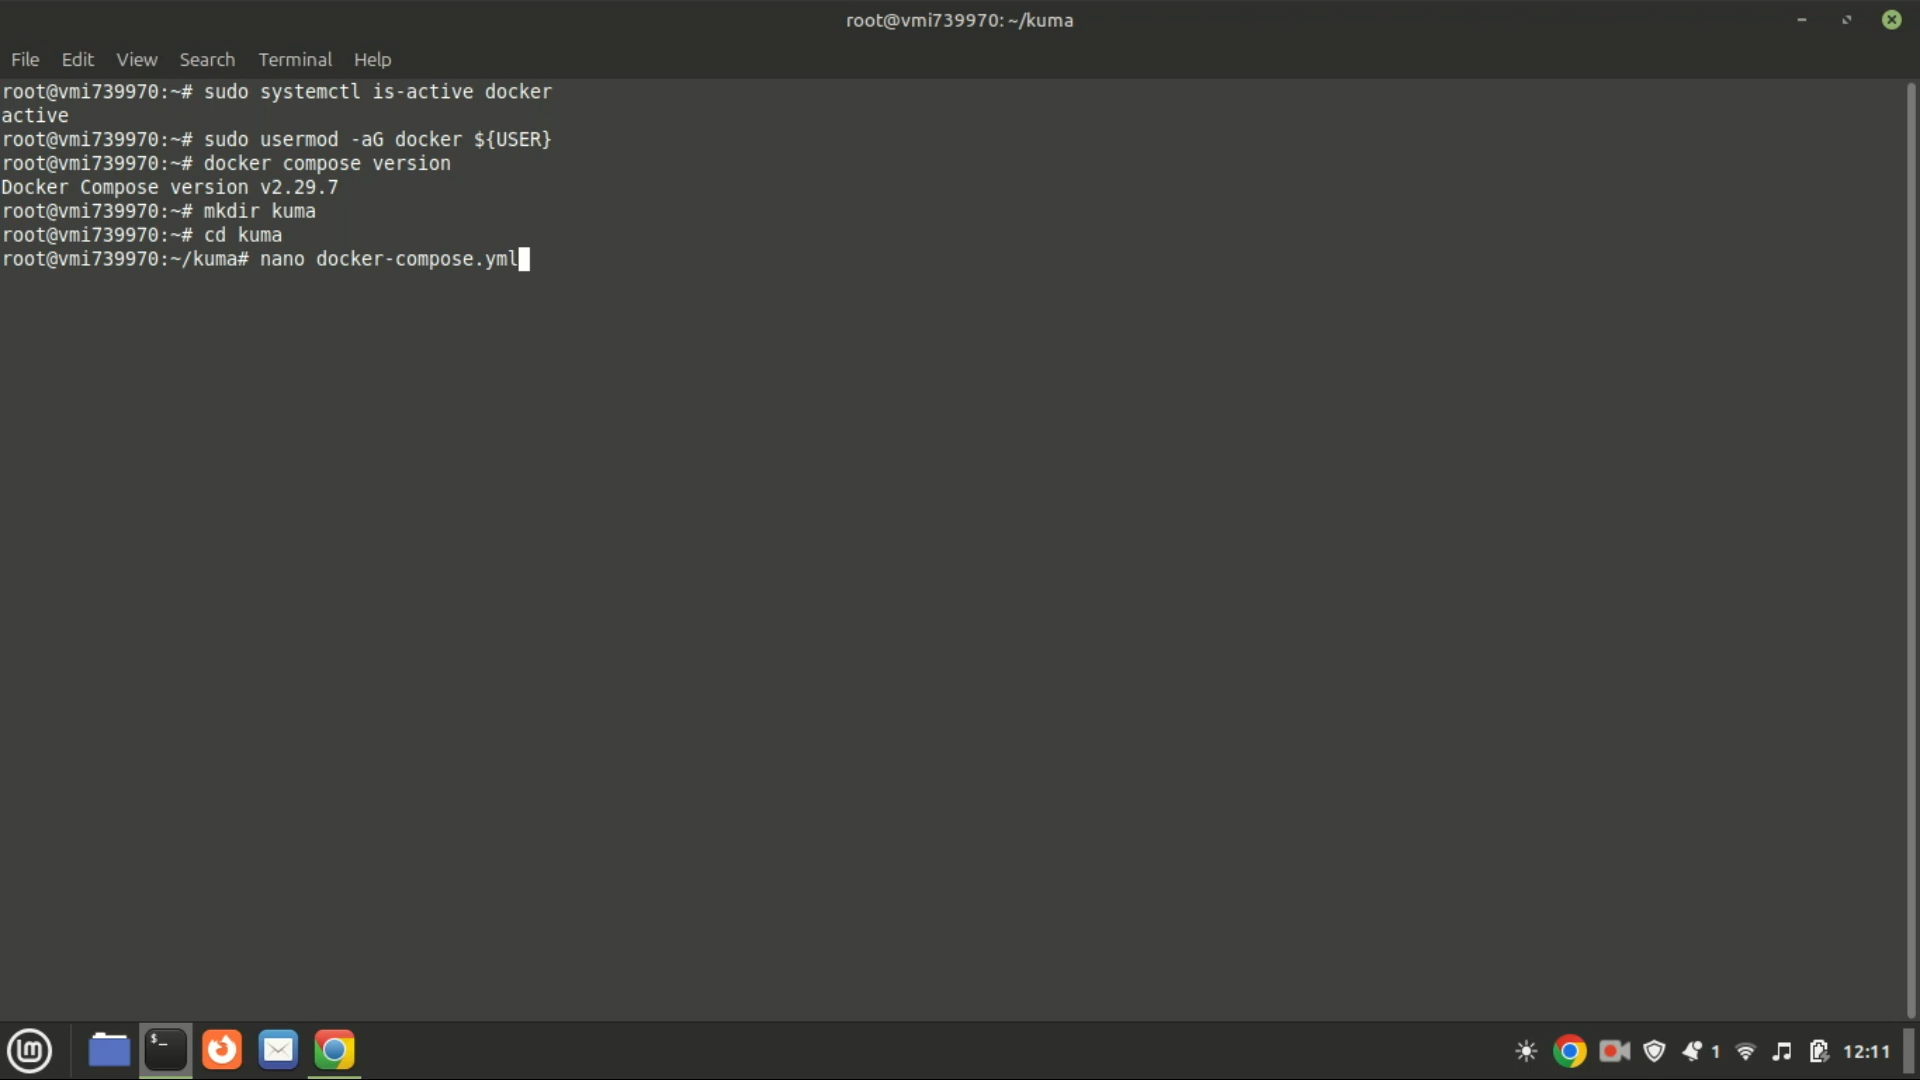 root@vmi739970: ~/kuma
File Edit View Search Terminal Help
root@vmi739970:~# sudo systemctl is-active docker
active
root@vmi739970:~# sudo usermod -aG docker ${USER}
root@vmi739970:~# docker compose version
Docker Compose version v2.29.7
root@vmi739970:~# mkdir kuma
root@vmi739970:~# cd kuma
root@vmi739970:~/kuma# nano docker-compose.yml
$_
lm
1
12:11